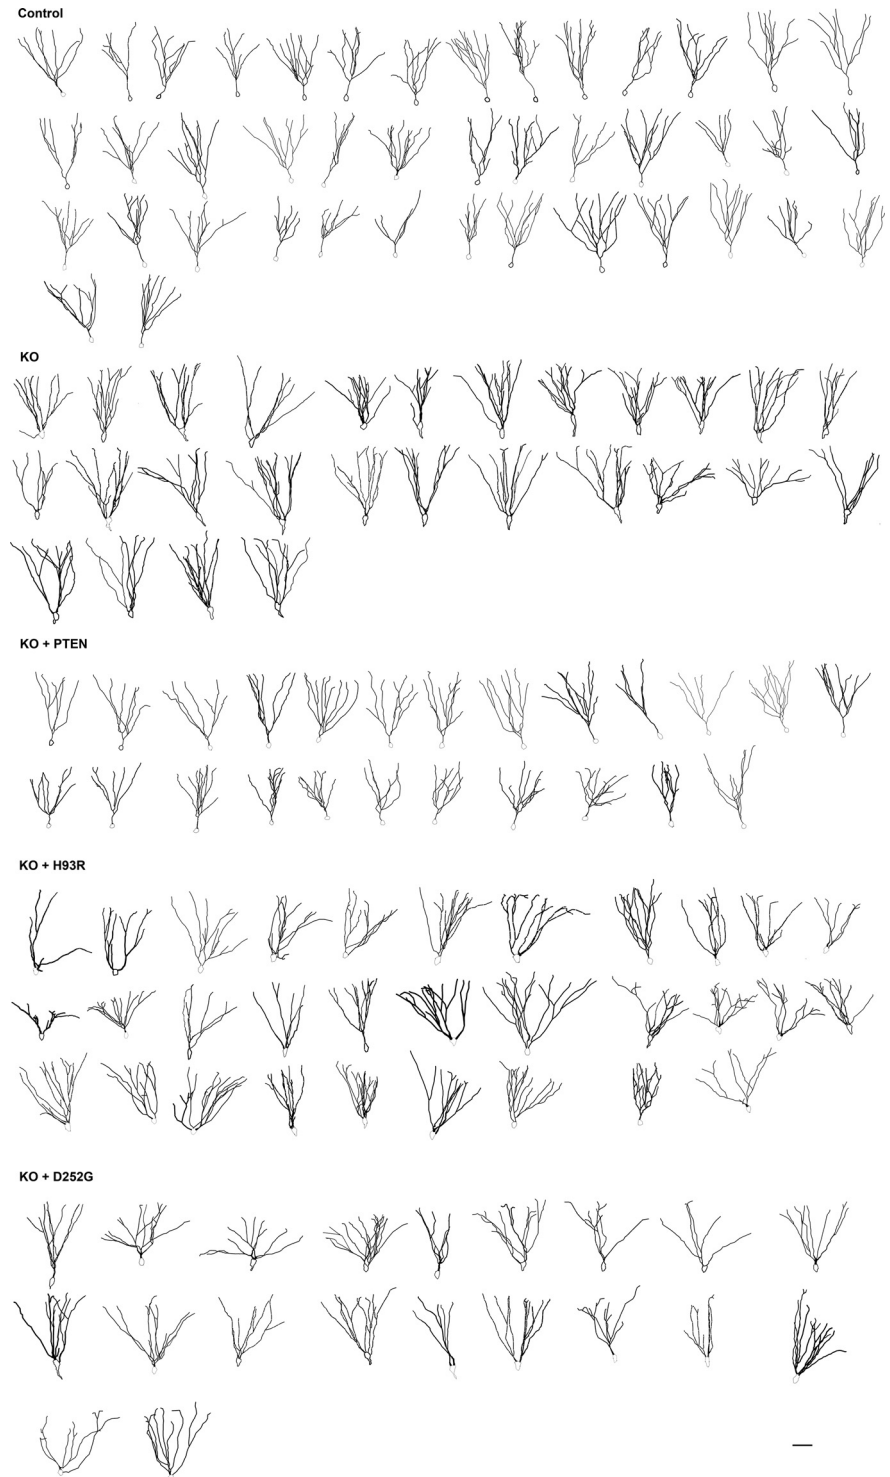 Control
KO
KO + PTEN
KO + H93R
KO + D252G